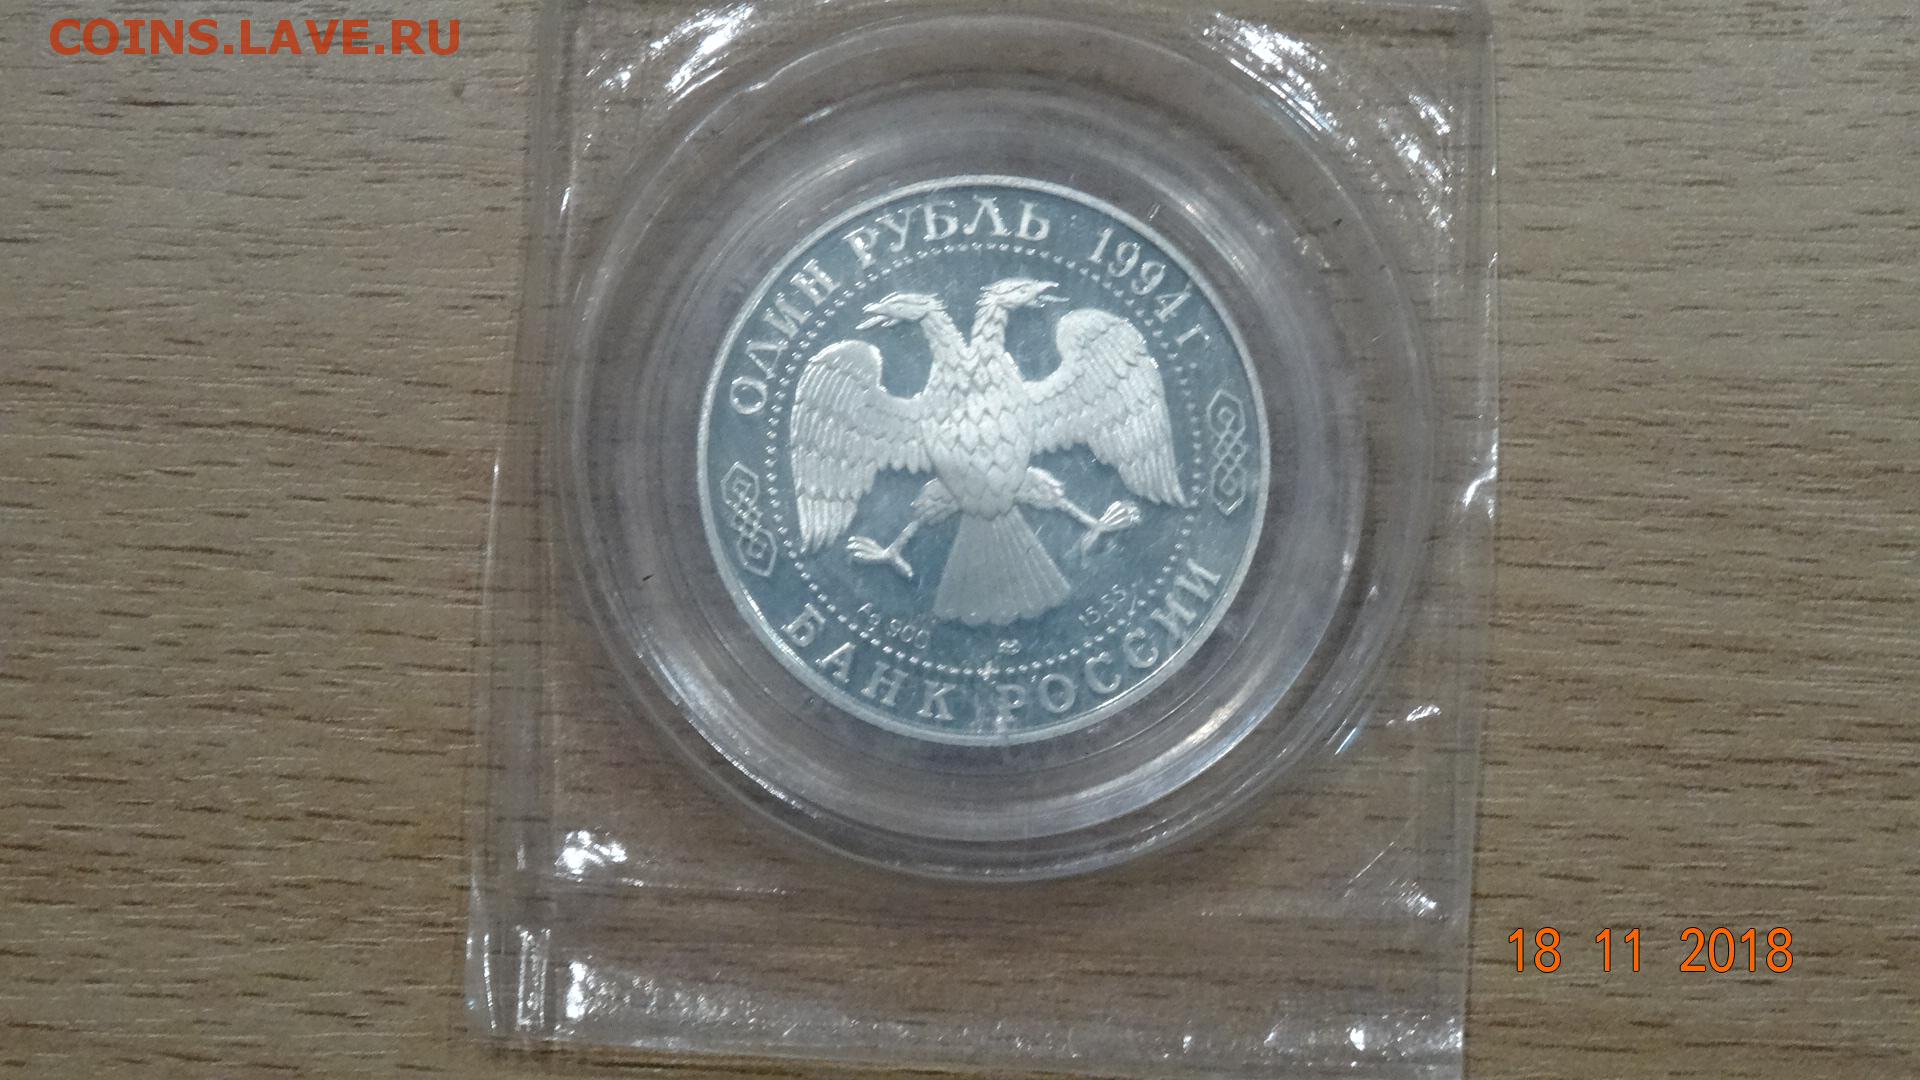 COINS.LAVE.RU
ОДИН РУБЛЬ 1994 г.
Ag 900
15,55
БАНК РОССИИ
18 11 2018